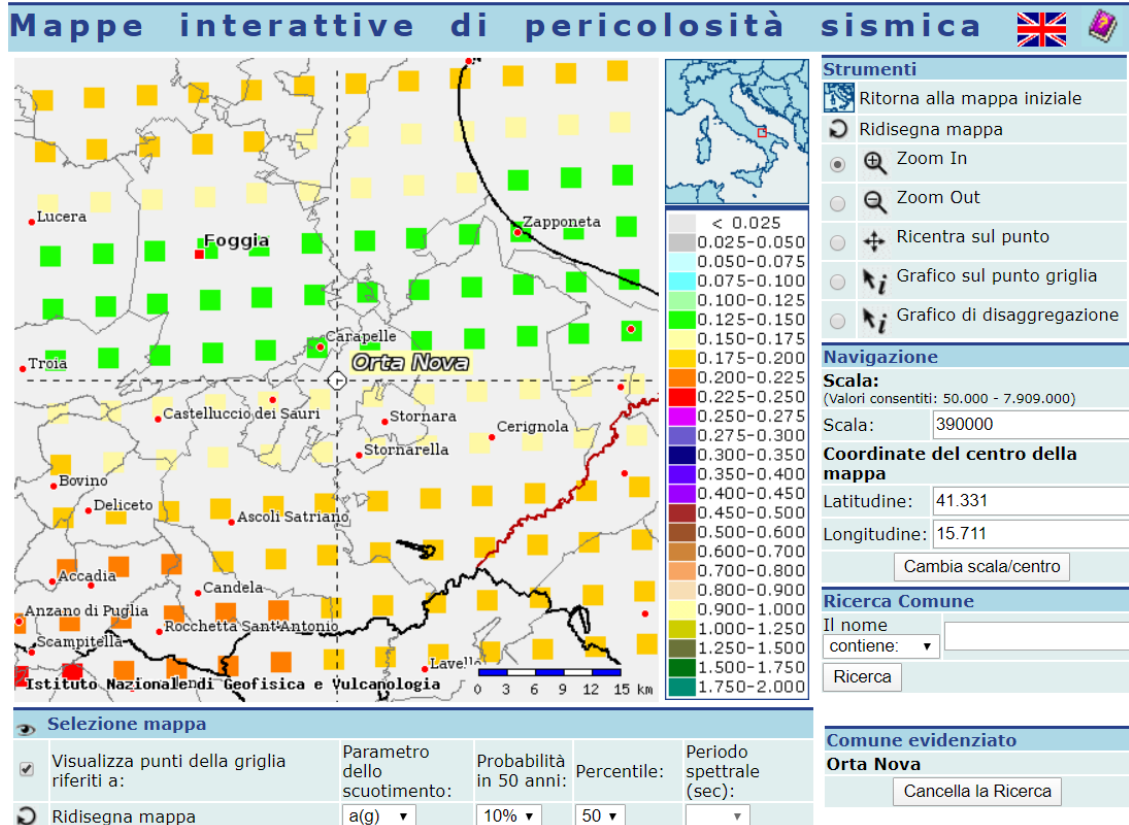 Mappe interattive di pericolosità sismica
Lucera
Foggia
Zapponeta
Carapelle
Troia
Orta Nova
Castelluccio dei Sauri
Stornara
Cerignola
Stornarella
Bovino
Deliceto
Ascoli Satriano
Accadia
Candela
Anzano di Puglia
Rocchetta Sant'Antonio
Scampitella
Lavello
Istituto Nazionale di Geofisica e Vulcanologia
0 3 6 9 12 15 km
< 0.025
0.025-0.050
0.050-0.075
0.075-0.100
0.100-0.125
0.125-0.150
0.150-0.175
0.175-0.200
0.200-0.225
0.225-0.250
0.250-0.275
0.275-0.300
0.300-0.350
0.350-0.400
0.400-0.450
0.450-0.500
0.500-0.600
0.600-0.700
0.700-0.800
0.800-0.900
0.900-1.000
1.000-1.250
1.250-1.500
1.500-1.750
1.750-2.000
Strumenti
Ritorna alla mappa iniziale
Ridisegna mappa
Zoom In
Zoom Out
Ricentra sul punto
Grafico sul punto griglia
Grafico di disaggregazione
Navigazione
Scala:
(Valori consentiti: 50.000 - 7.909.000)
Scala: 390000
Coordinate del centro della
mappa
Latitudine: 41.331
Longitudine: 15.711
Cambia scala/centro
Ricerca Comune
Il nome
contiene:
Ricerca
Comune evidenziato
Orta Nova
Cancella la Ricerca
Selezione mappa
Visualizza punti della griglia
riferiti a:
Parametro
dello
scuotimento:
Probabilità
in 50 anni:
Percentile:
Periodo
spettrale
(sec):
Ridisegna mappa
a(g)
10%
50